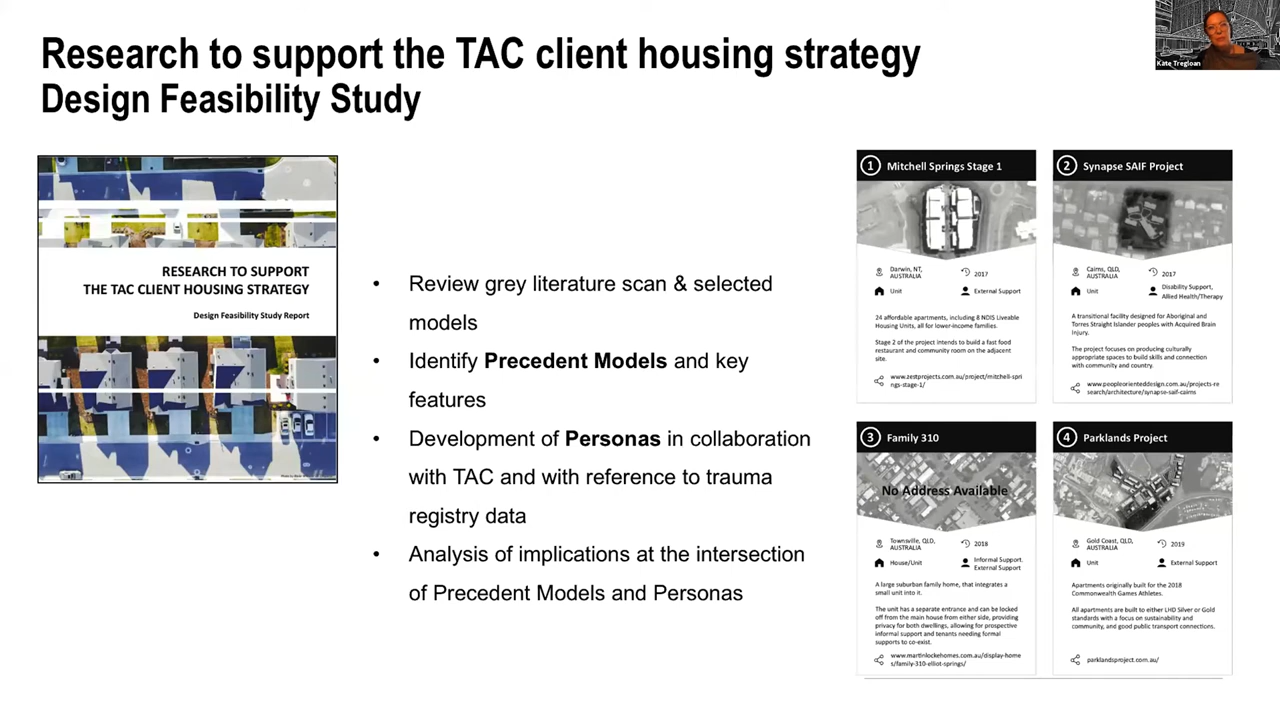 Research to support the TAC client housing strategy
Design Feasibility Study
Kate Tregloan
RESEARCH TO SUPPORT
THE TAC CLIENT HOUSING STRATEGY
Design Feasibility Study Report
• Review grey literature scan & selected
models
• Identify Precedent Models and key
features
• Development of Personas in collaboration
with TAC and with reference to trauma
registry data
• Analysis of implications at the intersection
of Precedent Models and Personas
1 Mitchell Springs Stage 1
Darwin, NT,
AUSTRALIA
2017
Unit
External Support
24 affordable apartments, including 8 NDIS Liveable
Housing Units, all for lower-income families.
Stage 2 of the project intends to build a fast food
restaurant and community room on the adjacent
site.
www.zestprojects.com.au/project/mitchell-spri
ngs-stage-1/
2 Synapse SAIF Project
Cairns, QLD,
AUSTRALIA
2017
Unit
Disability Support,
Allied Health/Therapy
A transitional facility designed for Aboriginal and
Torres Straight Islander peoples with Acquired Brain
Injury.
The project focuses on producing culturally
appropriate spaces to build skills and connection
with community and country.
www.peopleorienteddesign.com.au/projects-re
search/architecture/synapse-saif-cairns
3 Family 310
No Address Available
Townsville, QLD,
AUSTRALIA
2018
House/Unit
Informal Support.
External Support
A large suburban family home, that integrates a
small unit into it.
The unit has a separate entrance and can be locked
off from the main house from either side, providing
privacy for both dwellings, allowing for prospective
informal support and tenants needing formal
supports to co-exist.
www.martinlockehomes.com.au/display-home
s/family-310-elliot-springs/
4 Parklands Project
Gold Coast, QLD,
AUSTRALIA
2019
Unit
External Support
Apartments originally built for the 2018
Commonwealth Games Athletes.
All apartments are built to either LHD Silver or Gold
standards with a focus on sustainability and
community, and good public transport connections.
parklandsproject.com.au/